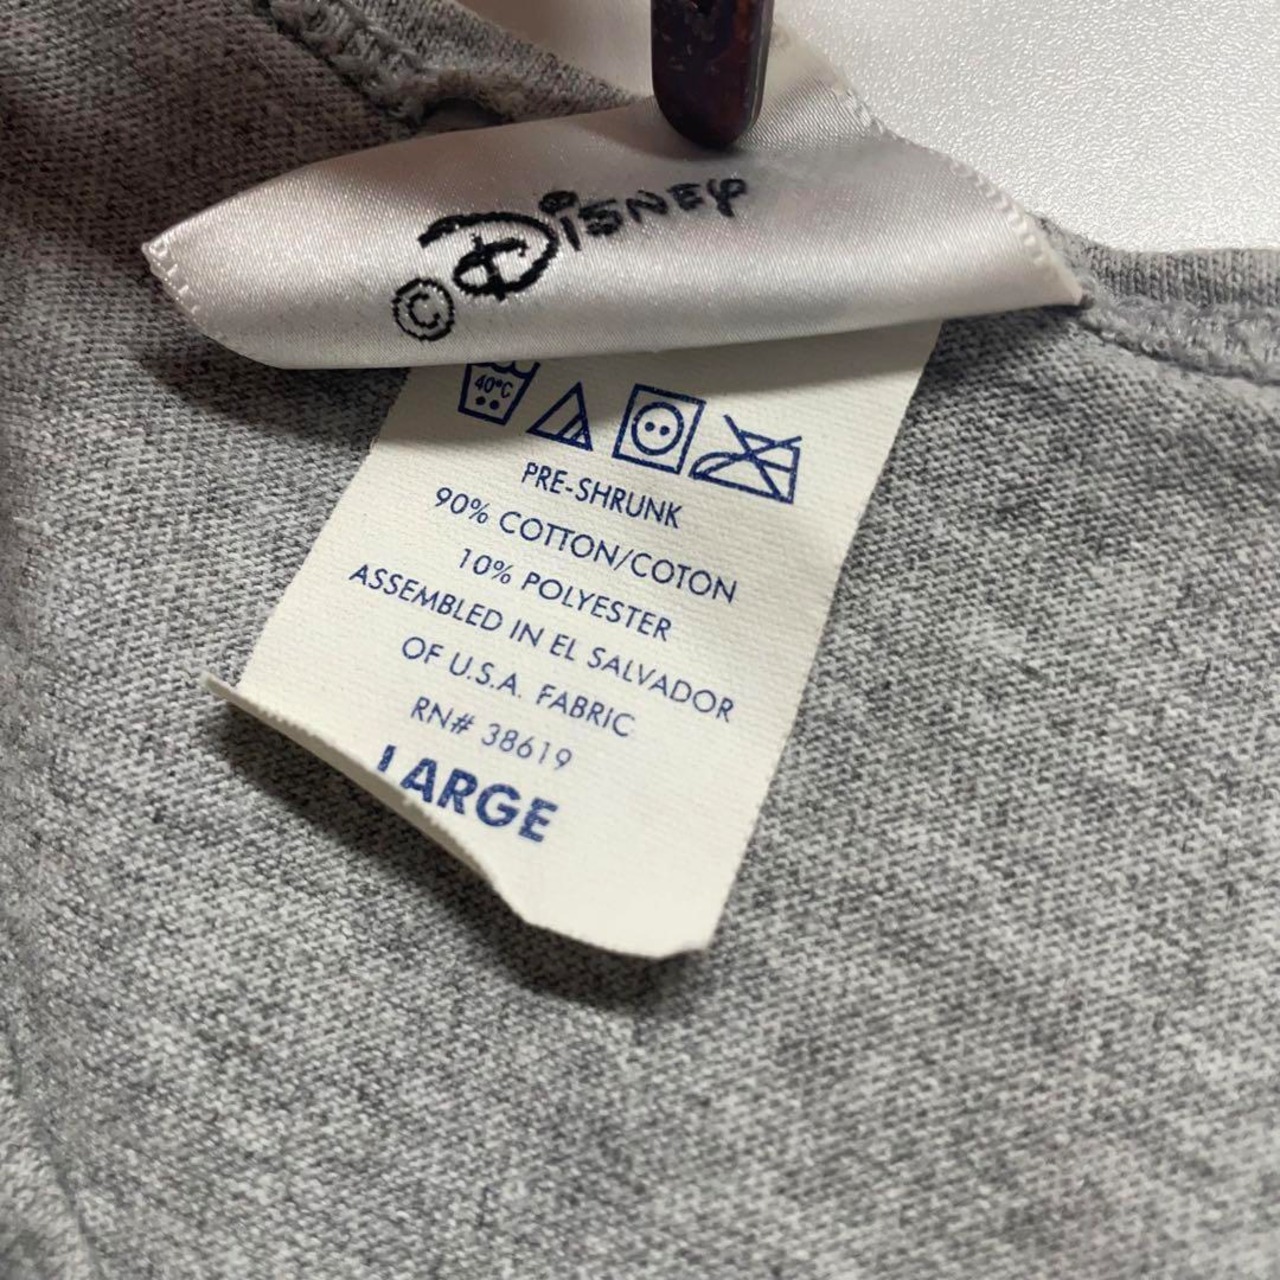 © Disney
40°C
PRE-SHRUNK
90% COTTON/COTON
10% POLYESTER
ASSEMBLED IN EL SALVADOR
OF U.S.A. FABRIC
RN# 38619
LARGE